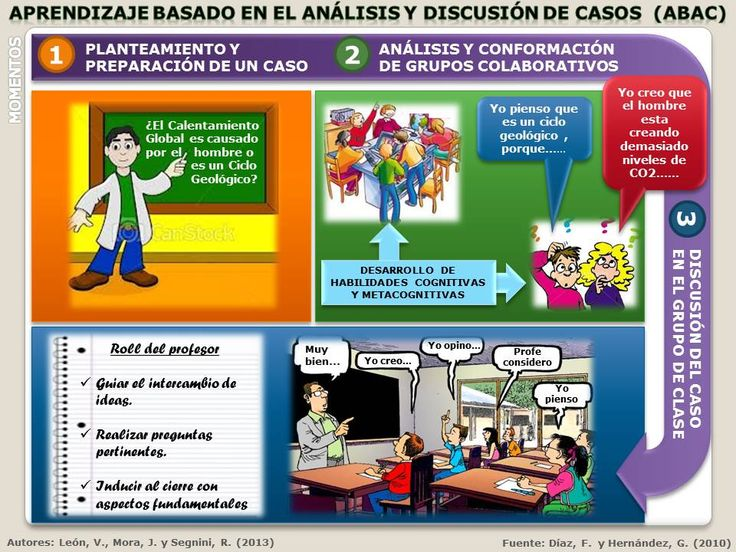 APRENDIZAJE BASADO EN EL ANÁLISIS Y DISCUSIÓN DE CASOS (ABAC)
MOMENTOS
1
PLANTEAMIENTO Y
PREPARACIÓN DE UN CASO
2
ANÁLISIS Y CONFORMACIÓN
DE GRUPOS COLABORATIVOS
¿El Calentamiento
Global es causado
por el hombre o
es un Ciclo
Geológico?
CanStock
Yo pienso que
es un ciclo
geológico ,
porque......
Yo creo que
el hombre
esta
creando
demasiado
niveles de
CO2......
DESARROLLO DE
HABILIDADES COGNITIVAS
Y METACOGNITIVAS
3
DISCUSIÓN DEL CASO
EN EL GRUPO DE CLASE
Roll del profesor
✓ Guiar el intercambio de
ideas.
✓ Realizar preguntas
pertinentes.
✓ Inducir al cierre con
aspectos fundamentales
Muy
bien...
Yo creo...
Yo opino...
Profe
considero
Yo
pienso
Autores: León, V., Mora, J. y Segnini, R. (2013)
Fuente: Díaz, F. y Hernández, G. (2010)